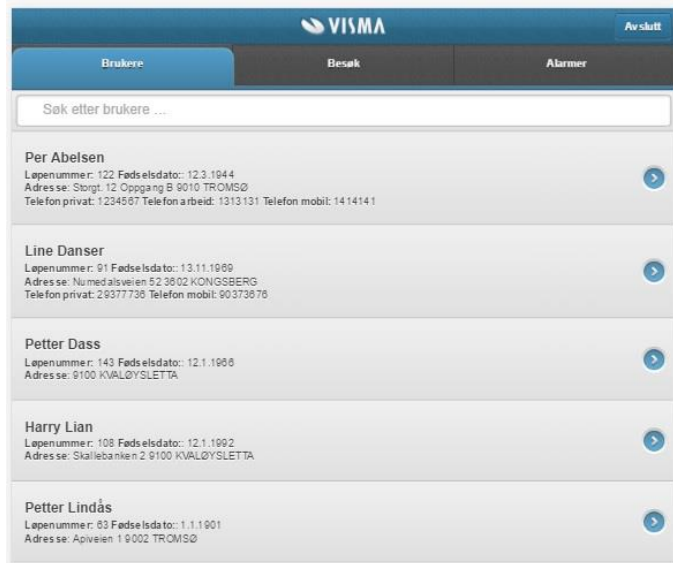 VISMA
Avslutt
Brukere
Besøk
Alarmer
Søk etter brukere ...
Per Abelsen
Løpenummer: 122 Fødselsdato:: 12.3.1944
Adresse: Storgt. 12 Oppgang B 9010 TROMSØ
Telefon privat: 1234567 Telefon arbeid: 1313131 Telefon mobil: 1414141
Line Danser
Løpenummer: 91 Fødselsdato:: 13.11.1969
Adresse: Numedalsveien 52 3602 KONGSBERG
Telefon privat: 29377736 Telefon mobil: 90373676
Petter Dass
Løpenummer: 143 Fødselsdato:: 12.1.1966
Adresse: 9100 KVALØYSLETTA
Harry Lian
Løpenummer: 108 Fødselsdato:: 12.1.1992
Adresse: Skallebanken 2 9100 KVALØYSLETTA
Petter Lindås
Løpenummer: 63 Fødselsdato:: 1.1.1901
Adresse: Apiveien 1 9002 TROMSØ